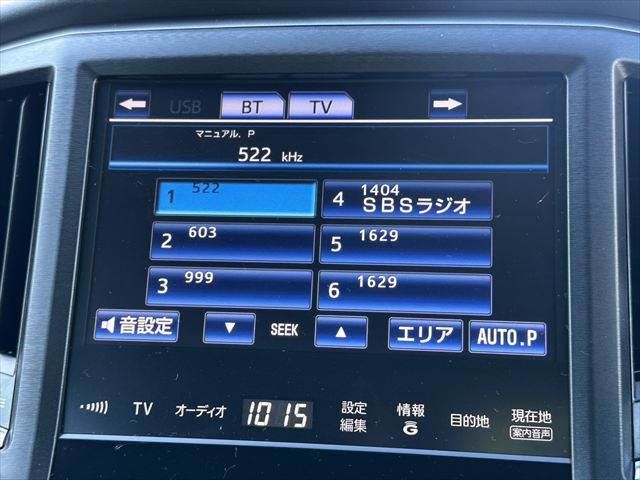 USB BT TV
マニュアル、P
522 kHz
1 522
4 1404 SBSラジオ
2 603
5 1629
3 999
6 1629
音設定 ▼ SEEK ▲ エリア AUTO.P
TV オーディオ 10 15 設定編集 情報G 目的地 現在地 案内音声